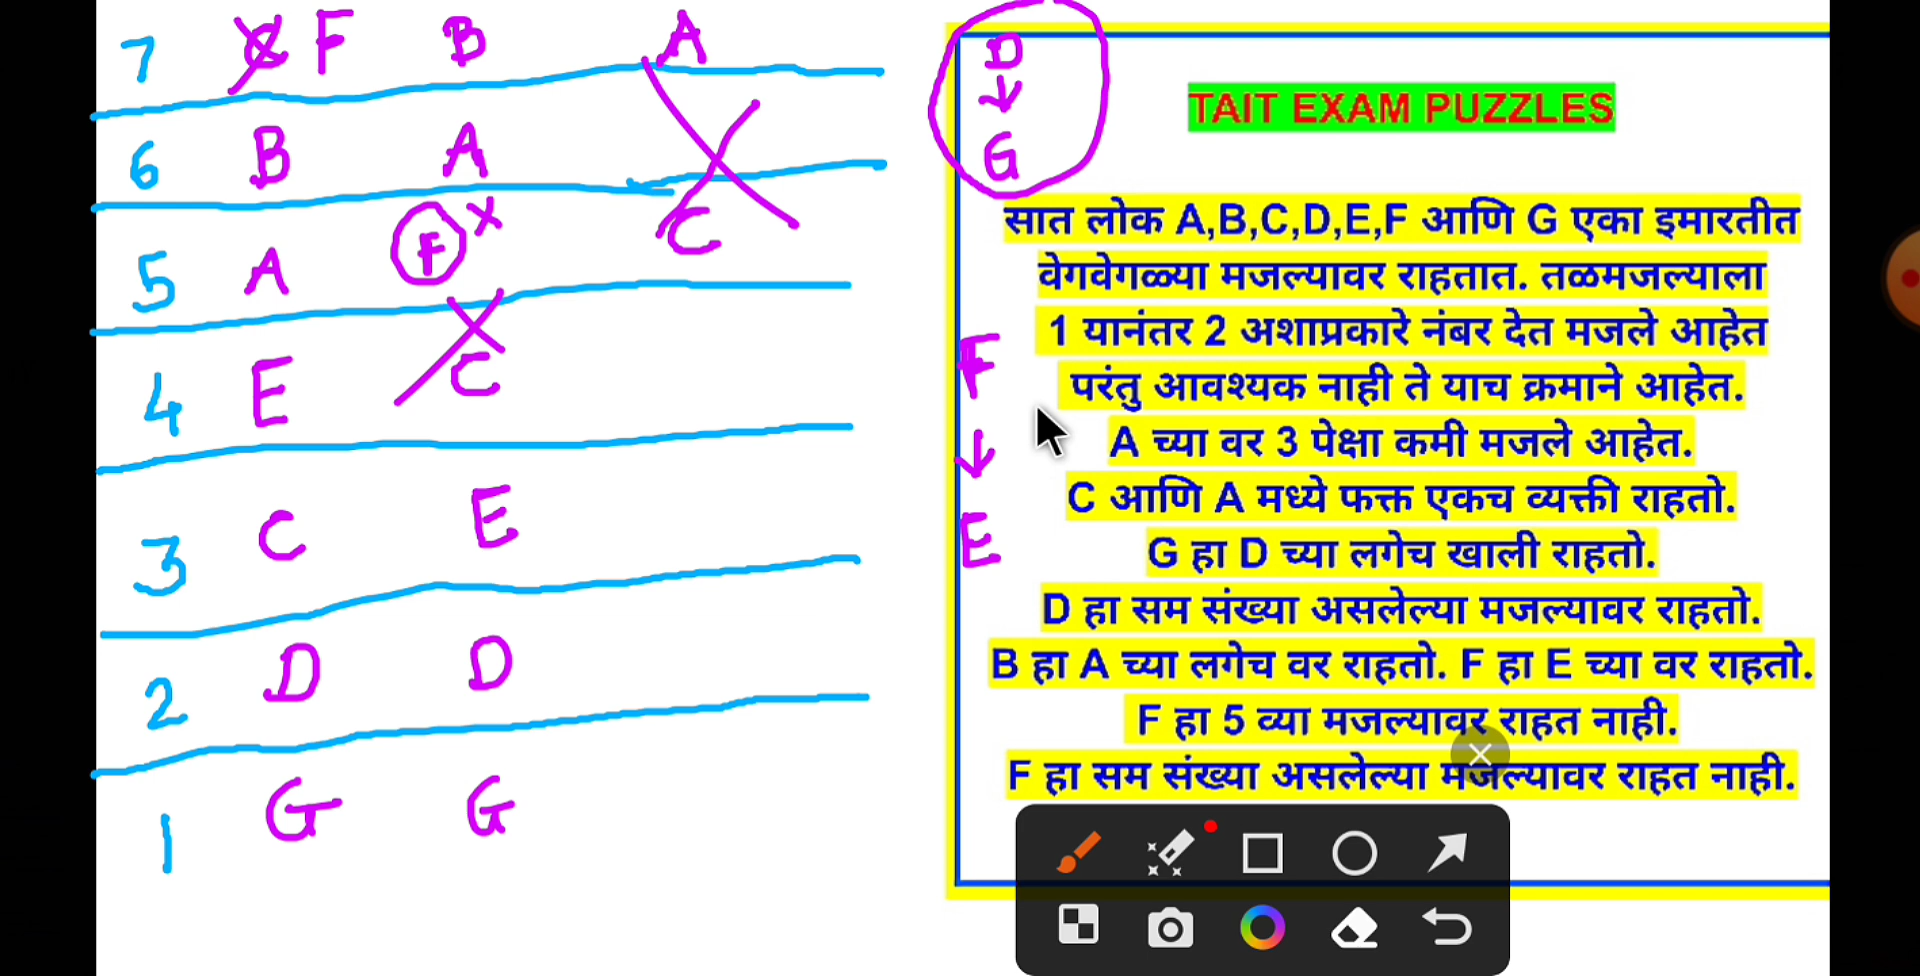 7 C F B A
6 B A
5 A F x C
4 E C
3 C E
2 D D
1 G G
D
↓
G
F
↓
E
TAIT EXAM PUZZLES
सात लोक A,B,C,D,E,F आणि G एका इमारतीत
वेगवेगळ्या मजल्यावर राहतात. तळमजल्याला
1 यानंतर 2 अशाप्रकारे नंबर देत मजले आहेत
परंतु आवश्यक नाही ते याच क्रमाने आहेत.
A च्या वर 3 पेक्षा कमी मजले आहेत.
C आणि A मध्ये फक्त एकच व्यक्ती राहतो.
G हा D च्या लगेच खाली राहतो.
D हा सम संख्या असलेल्या मजल्यावर राहतो.
B हा A च्या लगेच वर राहतो. F हा E च्या वर राहतो.
F हा 5 व्या मजल्यावर राहत नाही.
F हा सम संख्या असलेल्या मजल्यावर राहत नाही.